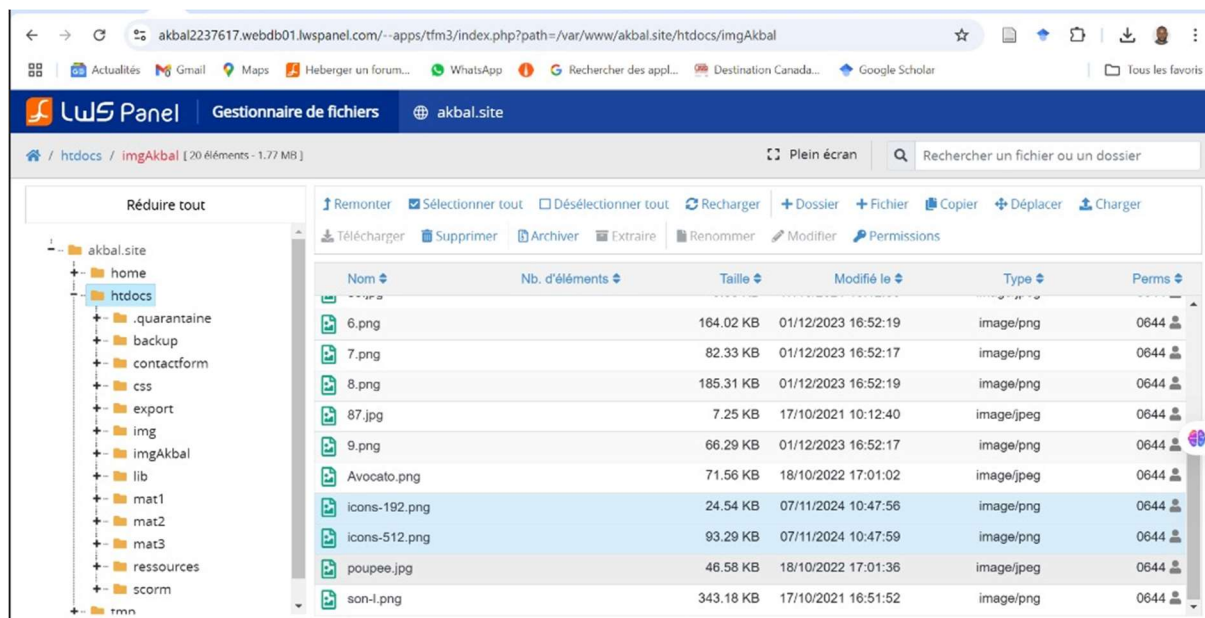 akbal2237617.webdb01.lwspanel.com/--apps/tfm3/index.php?path=/var/www/akbal.site/htdocs/imgAkbal
Actualités Gmail Maps Heberger un forum... WhatsApp Rechercher des appl... Destination Canada... Google Scholar Tous les favoris
LWS Panel Gestionnaire de fichiers akbal.site
/ htdocs / imgAkbal [ 20 éléments - 1.77 MB ] Plein écran Rechercher un fichier ou un dossier
Réduire tout
akbal.site
home
htdocs
.quarantaine
backup
contactform
css
export
img
imgAkbal
lib
mat1
mat2
mat3
ressources
scorm
tmp
Remonter Sélectionner tout Désélectionner tout Recharger Dossier Fichier Copier Déplacer Charger
Télécharger Supprimer Archiver Extraire Renommer Modifier Permissions
Nom Nb. d'éléments Taille Modifié le Type Perms
6.png 164.02 KB 01/12/2023 16:52:19 image/png 0644
7.png 82.33 KB 01/12/2023 16:52:17 image/png 0644
8.png 185.31 KB 01/12/2023 16:52:19 image/png 0644
87.jpg 7.25 KB 17/10/2021 10:12:40 image/jpeg 0644
9.png 66.29 KB 01/12/2023 16:52:17 image/png 0644
Avocato.png 71.56 KB 18/10/2022 17:01:02 image/jpeg 0644
icons-192.png 24.54 KB 07/11/2024 10:47:56 image/png 0644
icons-512.png 93.29 KB 07/11/2024 10:47:59 image/png 0644
poupee.jpg 46.58 KB 18/10/2022 17:01:36 image/jpeg 0644
son-l.png 343.18 KB 17/10/2021 16:51:52 image/png 0644